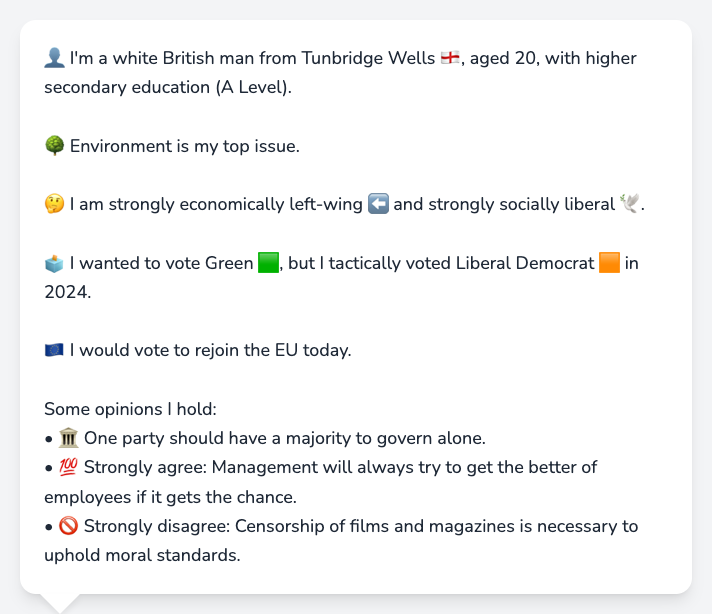 👤 I'm a white British man from Tunbridge Wells 🏴󠁧󠁢󠁥󠁮󠁧󠁿, aged 20, with higher
secondary education (A Level).
🌳 Environment is my top issue.
🤔 I am strongly economically left-wing ⬅️ and strongly socially liberal 🕊️.
🗳️ I wanted to vote Green 🟩, but I tactically voted Liberal Democrat 🟧 in
2024.
🇪🇺 I would vote to rejoin the EU today.
Some opinions I hold:
• 🏛️ One party should have a majority to govern alone.
• 💯 Strongly agree: Management will always try to get the better of
employees if it gets the chance.
• 🚫 Strongly disagree: Censorship of films and magazines is necessary to
uphold moral standards.